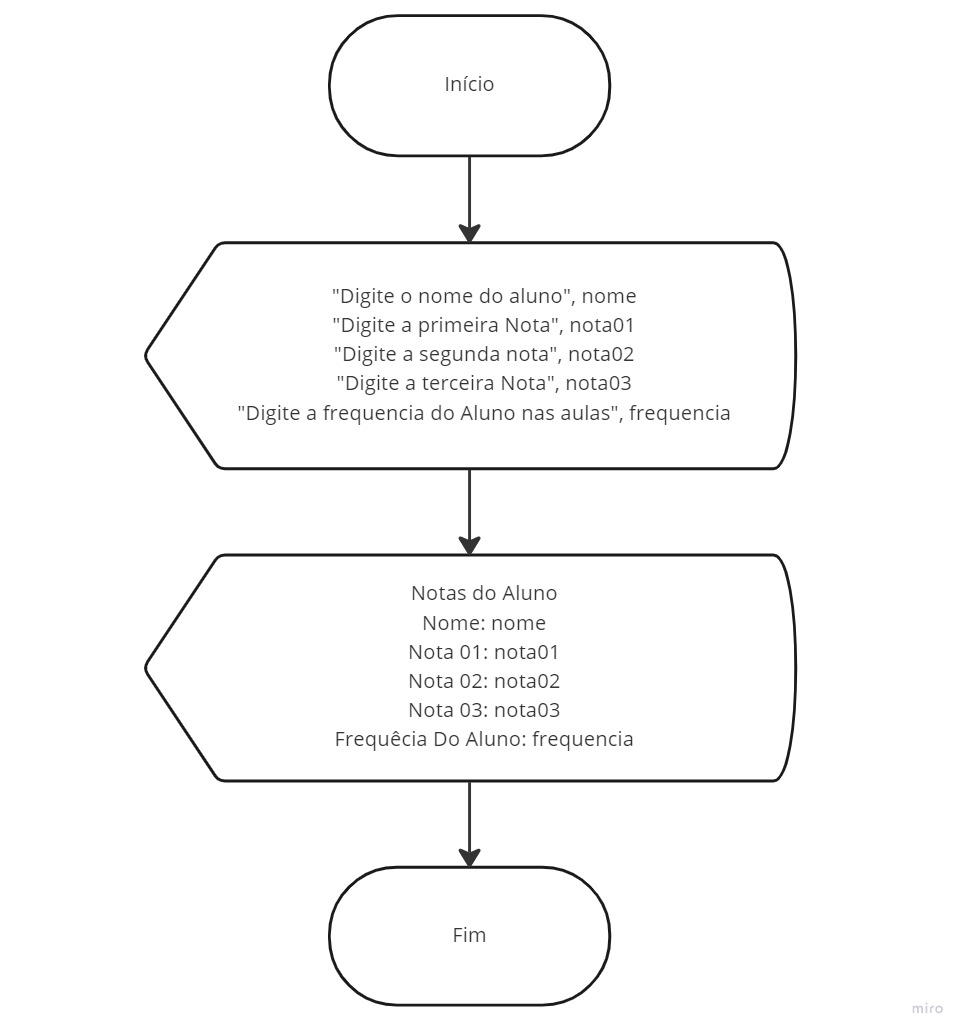 Início
"Digite o nome do aluno", nome
"Digite a primeira Nota", nota01
"Digite a segunda nota", nota02
"Digite a terceira Nota", nota03
"Digite a frequencia do Aluno nas aulas", frequencia
Notas do Aluno
Nome: nome
Nota 01: nota01
Nota 02: nota02
Nota 03: nota03
Frequêcia Do Aluno: frequencia
Fim
miro